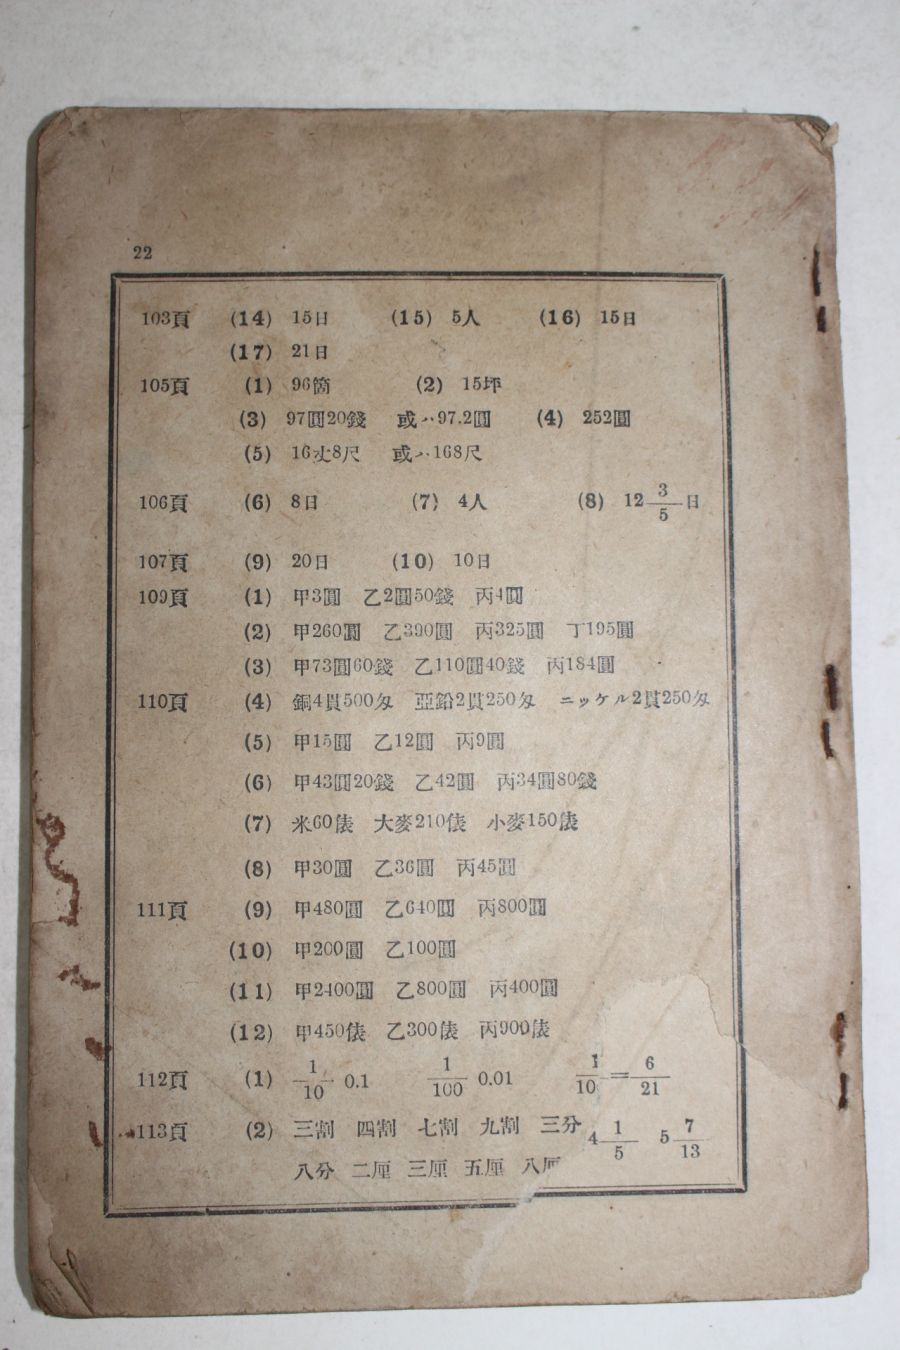 22
103頁 (14) 15日 (15) 5人 (16) 15日
(17) 21日
105頁 (1) 96箇 (2) 15坪
(3) 97圓20錢 或ハ97.2圓 (4) 252圓
(5) 16丈8尺 或ハ168尺
106頁 (6) 8日 (7) 4人 (8) 12 3/5 日
107頁 (9) 20日 (10) 10日
109頁 (1) 甲3圓 乙2圓50錢 丙4圓
(2) 甲260圓 乙390圓 丙325圓 丁195圓
(3) 甲73圓60錢 乙110圓40錢 丙184圓
110頁 (4) 銅4貫500匁 亞鉛2貫250匁 ニッケル2貫250匁
(5) 甲15圓 乙12圓 丙9圓
(6) 甲43圓20錢 乙42圓 丙34圓80錢
(7) 米60俵 大麥210俵 小麥150俵
(8) 甲30圓 乙36圓 丙45圓
111頁 (9) 甲480圓 乙640圓 丙800圓
(10) 甲200圓 乙100圓
(11) 甲2400圓 乙800圓 丙400圓
(12) 甲450俵 乙300俵 丙900俵
112頁 (1) 1/10 0.1 1/100 0.01 1/10 = 6/21
113頁 (2) 三割 四割 七割 九割 三分 4 1/5 5 7/13
八分 二厘 三厘 五厘 八厘